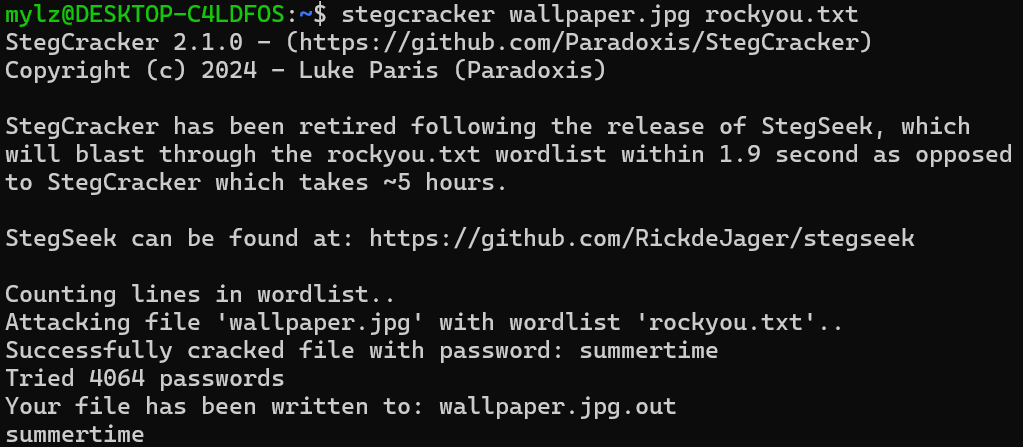 mylz@DESKTOP-C4LDFOS:~$ stegcracker wallpaper.jpg rockyou.txt
StegCracker 2.1.0 - (https://github.com/Paradoxis/StegCracker)
Copyright (c) 2024 - Luke Paris (Paradoxis)
StegCracker has been retired following the release of StegSeek, which
will blast through the rockyou.txt wordlist within 1.9 second as opposed
to StegCracker which takes ~5 hours.
StegSeek can be found at: https://github.com/RickdeJager/stegseek
Counting lines in wordlist..
Attacking file 'wallpaper.jpg' with wordlist 'rockyou.txt'..
Successfully cracked file with password: summertime
Tried 4064 passwords
Your file has been written to: wallpaper.jpg.out
summertime